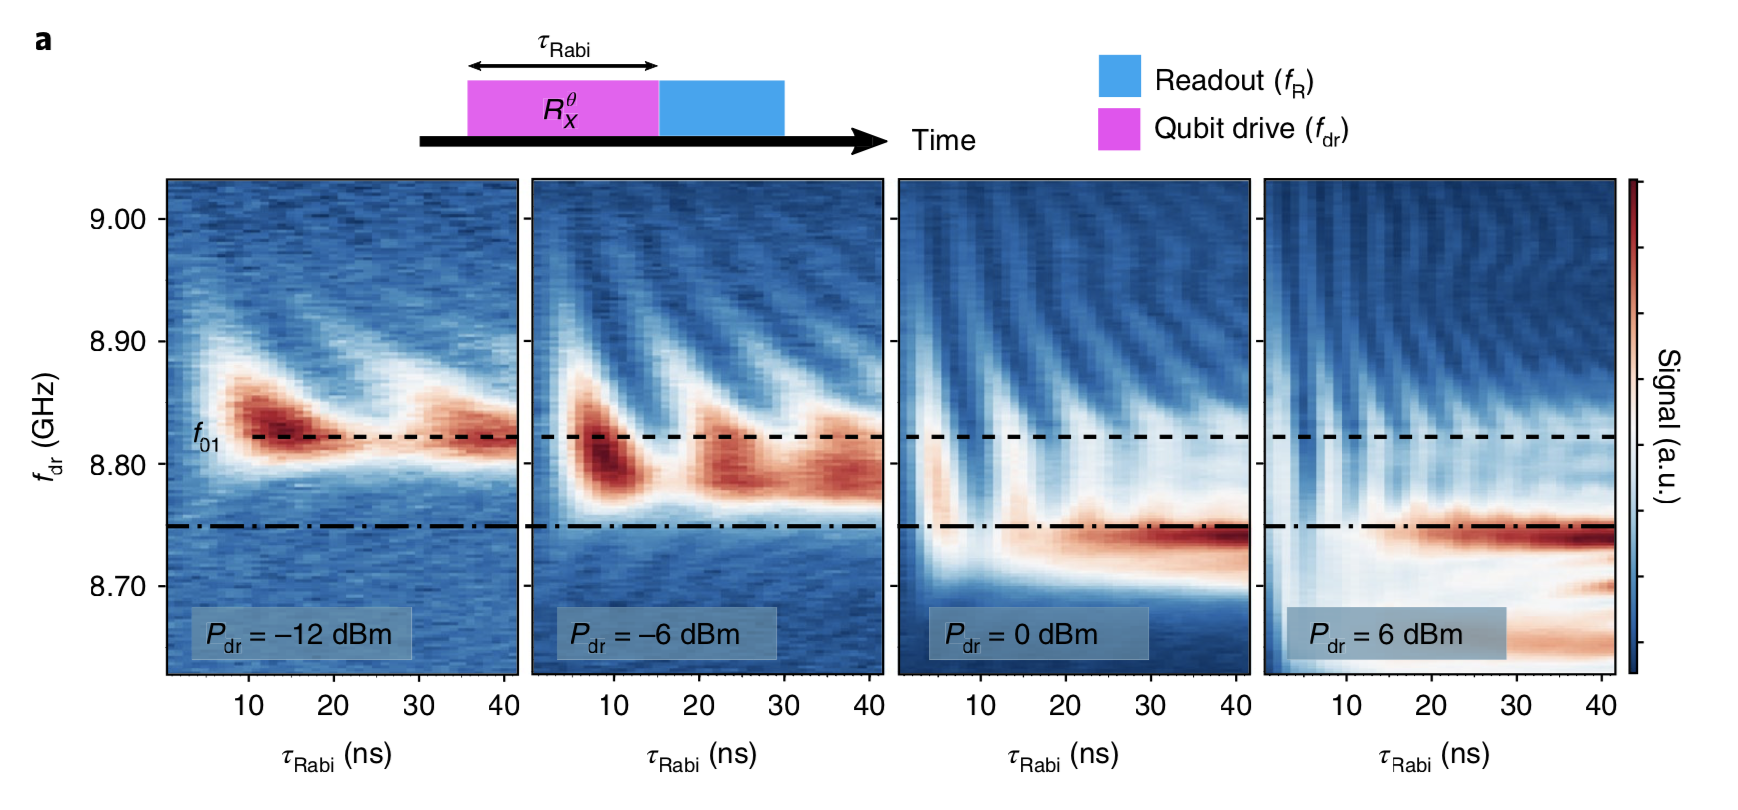 a
τRabi
RXθ
Time
Readout (fR)
Qubit drive (fdr)
9.00
8.90
8.80
8.70
fdr (GHz)
f01
Pdr = –12 dBm
Pdr = –6 dBm
Pdr = 0 dBm
Pdr = 6 dBm
10 20 30 40
10 20 30 40
10 20 30 40
10 20 30 40
τRabi (ns)
τRabi (ns)
τRabi (ns)
τRabi (ns)
Signal (a.u.)